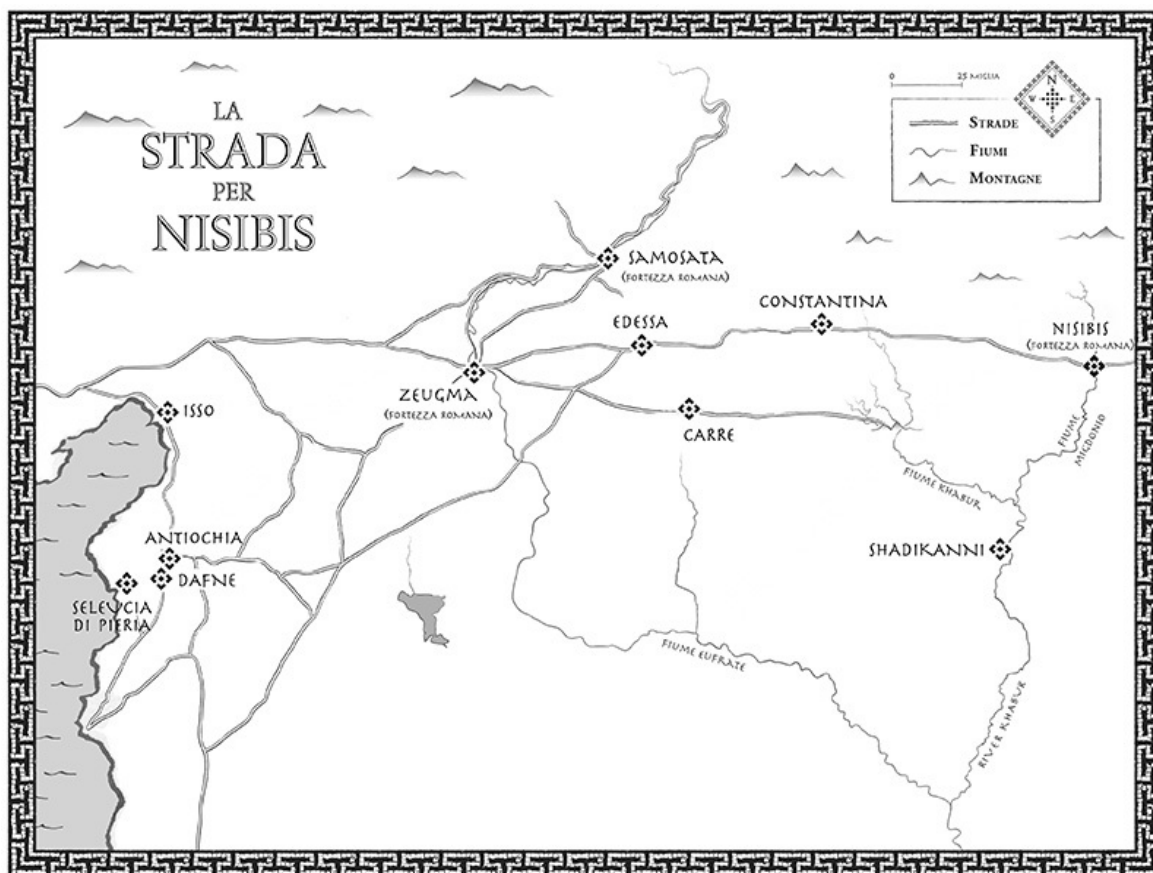 LA
STRADA
PER
NISIBIS
0 25 MIGLIA
N
W E
S
STRADE
FIUMI
MONTAGNE
SAMOSATA
(FORTEZZA ROMANA)
CONSTANTINA
EDESSA
NISIBIS
(FORTEZZA ROMANA)
ZEUGMA
(FORTEZZA ROMANA)
ISSO
CARRE
FIUME
MIGDONIO
FIUME KHABUR
ANTIOCHIA
SHADIKANNI
DAFNE
SELEUCIA
DI PIERIA
FIUME EUFRATE
RIVER KHABUR